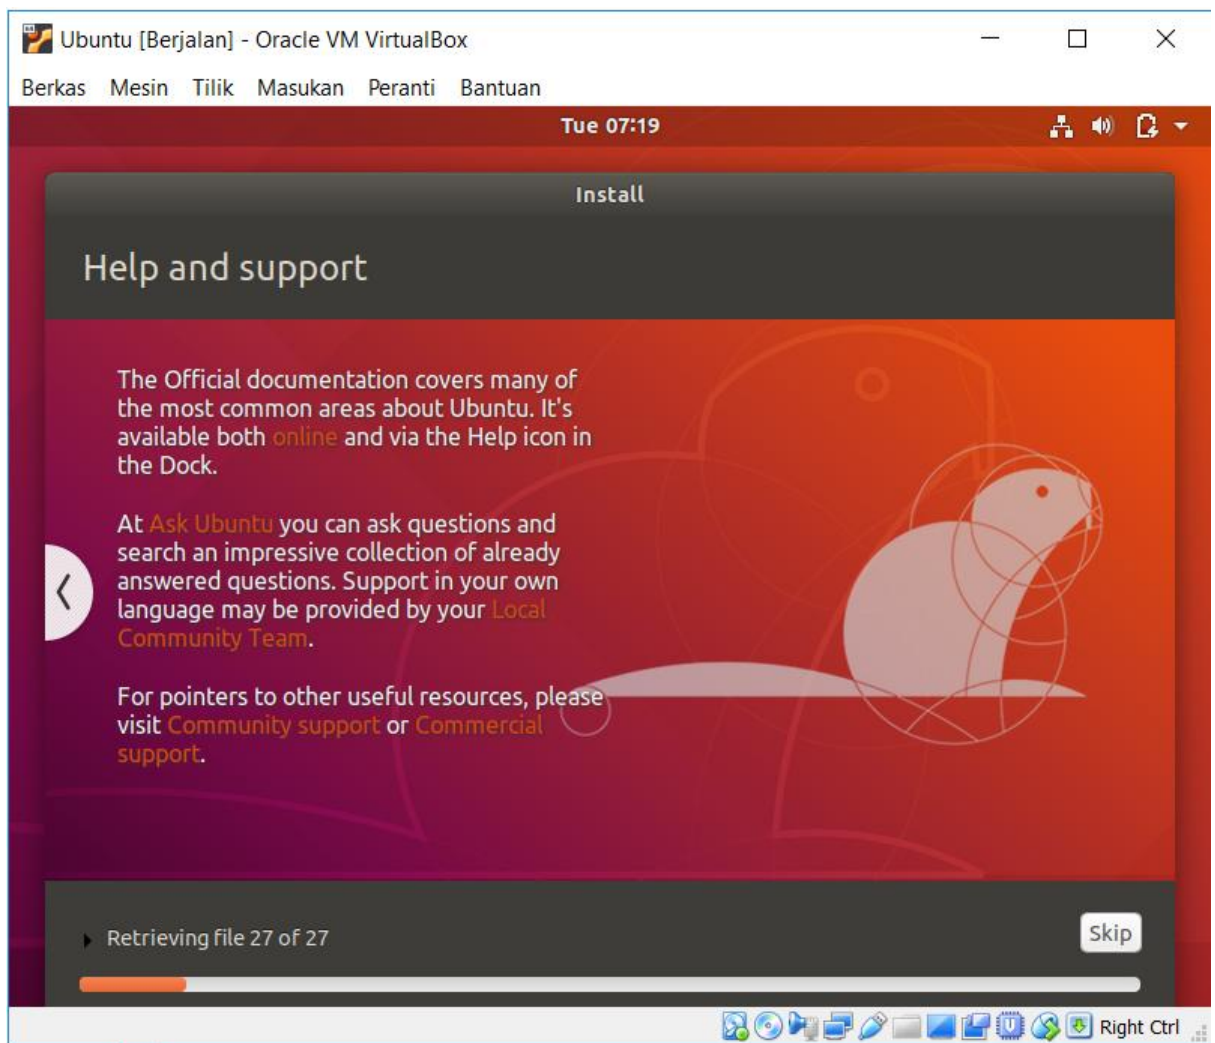 Ubuntu [Berjalan] - Oracle VM VirtualBox
Berkas Mesin Tilik Masukan Peranti Bantuan
Tue 07:19
Install
Help and support
The Official documentation covers many of
the most common areas about Ubuntu. It's
available both online and via the Help icon in
the Dock.
At Ask Ubuntu you can ask questions and
search an impressive collection of already
answered questions. Support in your own
language may be provided by your Local
Community Team.
For pointers to other useful resources, please
visit Community support or Commercial
support.
Retrieving file 27 of 27
Skip
Right Ctrl